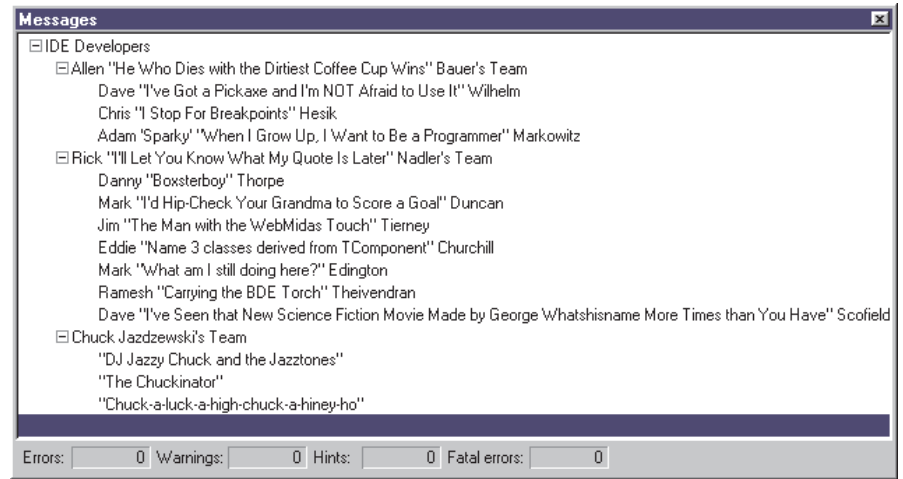 Messages
IDE Developers
Allen "He Who Dies with the Dirtiest Coffee Cup Wins" Bauer's Team
Dave "I've Got a Pickaxe and I'm NOT Afraid to Use It" Wilhelm
Chris "I Stop For Breakpoints" Hesik
Adam 'Sparky' "When I Grow Up, I Want to Be a Programmer" Markowitz
Rick "I'll Let You Know What My Quote Is Later" Nadler's Team
Danny "Boxsterboy" Thorpe
Mark "I'd Hip-Check Your Grandma to Score a Goal" Duncan
Jim "The Man with the WebMidas Touch" Tierney
Eddie "Name 3 classes derived from TComponent" Churchill
Mark "What am I still doing here?" Edington
Ramesh "Carrying the BDE Torch" Theivendran
Dave "I've Seen that New Science Fiction Movie Made by George Whatshisname More Times than You Have" Scofield
Chuck Jazdzewski's Team
"DJ Jazzy Chuck and the Jazztones"
"The Chuckinator"
"Chuck-a-luck-a-high-chuck-a-hiney-ho"
Errors: 0 Warnings: 0 Hints: 0 Fatal errors: 0